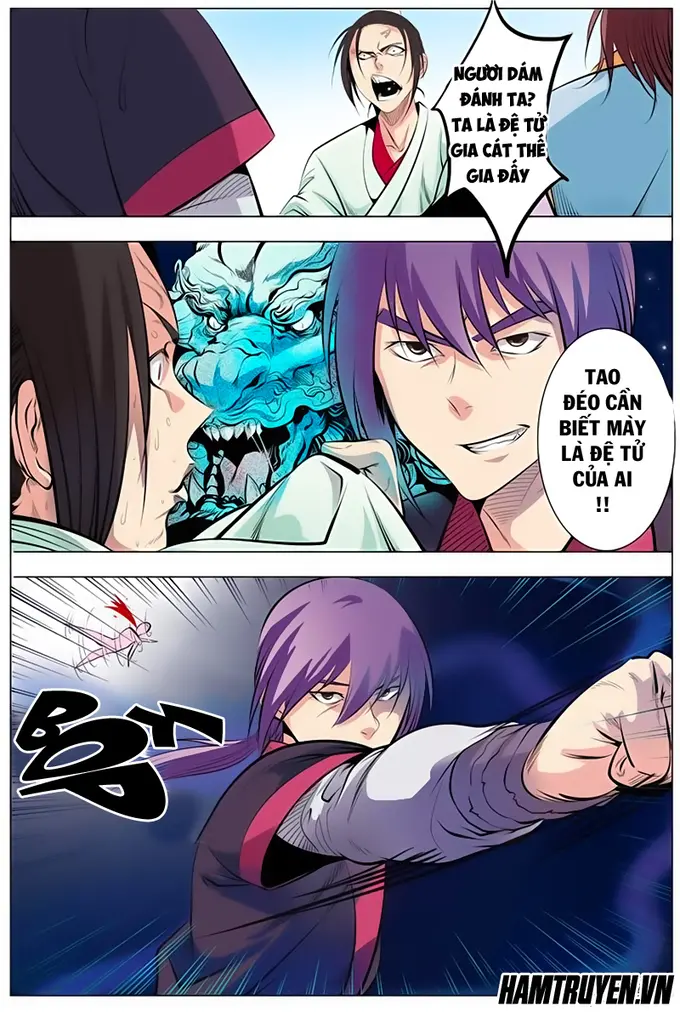 NGƯƠI DÁM
ĐÁNH TA?
TA LÀ ĐỆ TỬ
GIA CÁT THẾ
GIA ĐẤY
TAO
ĐÉO CẦN
BIẾT MÀY
LÀ ĐỆ TỬ
CỦA AI
!!
HAMTRUYEN.VN